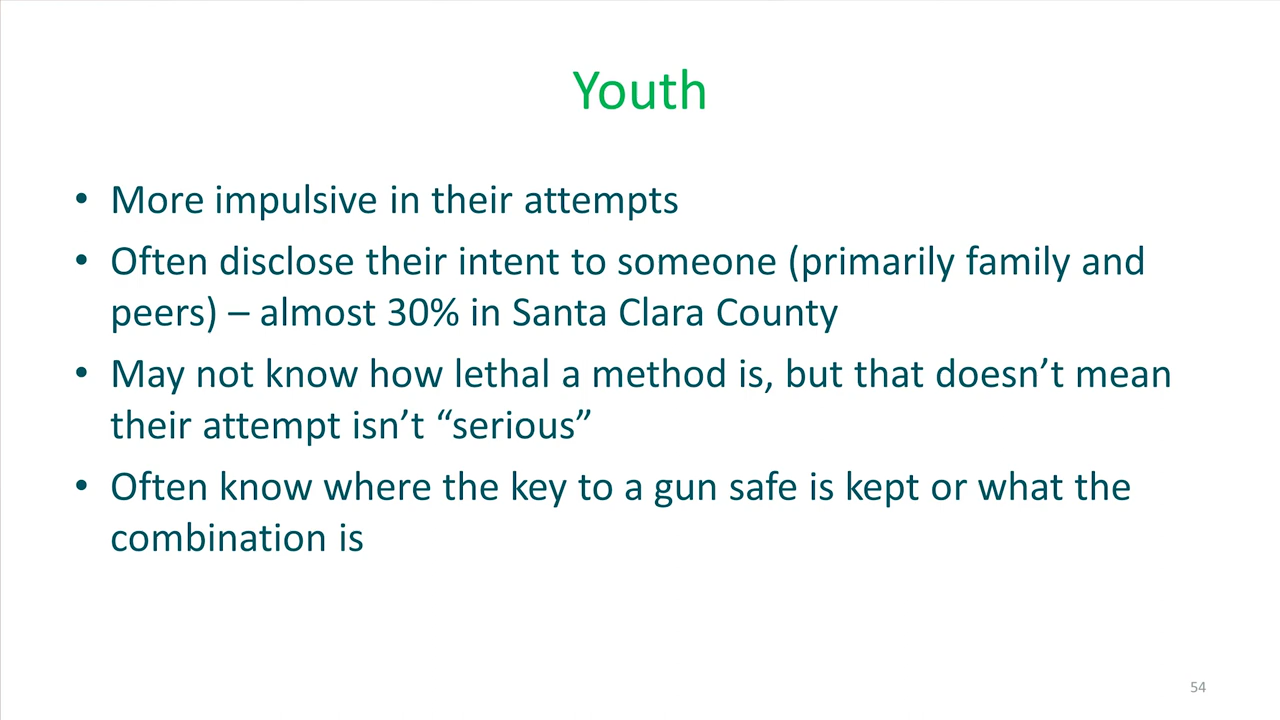 Youth
• More impulsive in their attempts
• Often disclose their intent to someone (primarily family and
peers) – almost 30% in Santa Clara County
• May not know how lethal a method is, but that doesn’t mean
their attempt isn’t “serious”
• Often know where the key to a gun safe is kept or what the
combination is
54